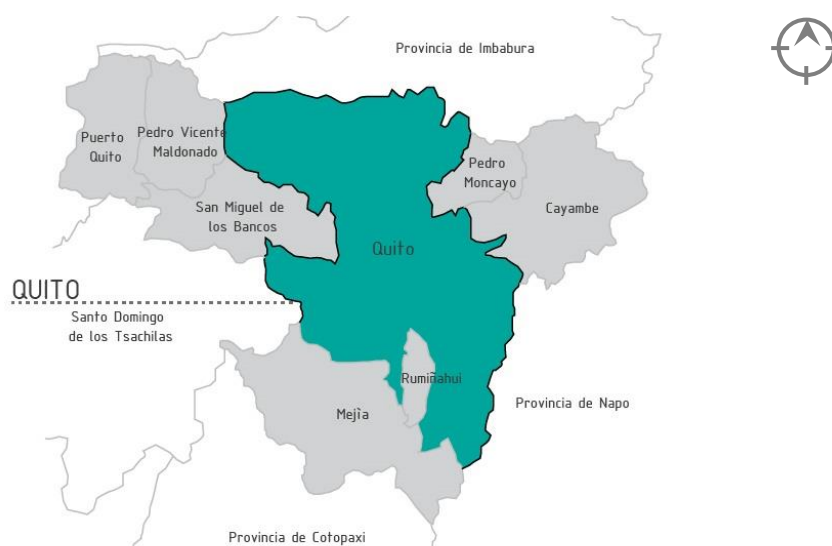 Provincia de Imbabura
Puerto
Quito
Pedro Vicente
Maldonado
Pedro
Moncayo
San Miguel de
los Bancos
Cayambe
Quito
QUITO
Santo Domingo
de los Tsachilas
Rumiñahui
Provincia de Napo
Mejìa
Provincia de Cotopaxi